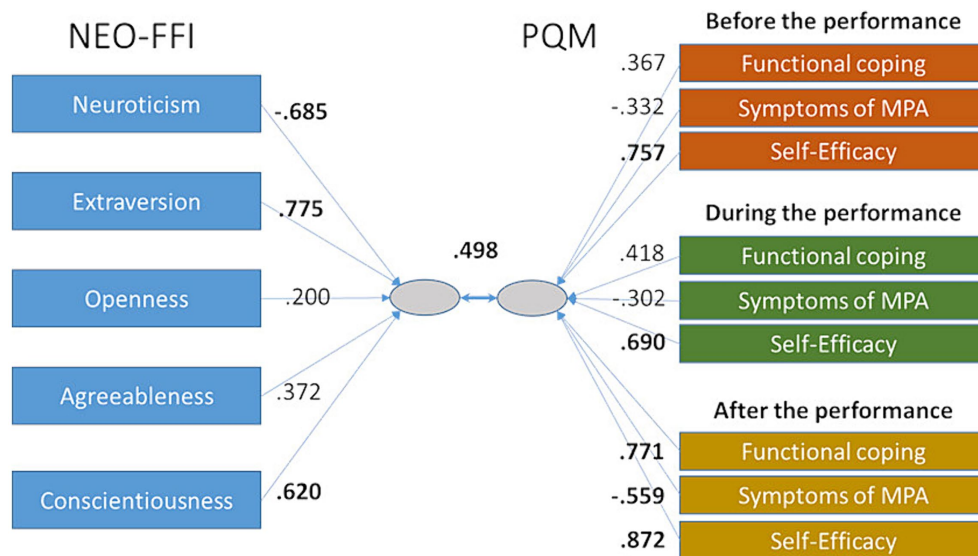 NEO-FFI
Neuroticism
-.685
Extraversion
.775
Openness
.200
Agreeableness
.372
Conscientiousness
.620
.498
PQM
Before the performance
.367
Functional coping
-.332
Symptoms of MPA
.757
Self-Efficacy
During the performance
.418
Functional coping
-.302
Symptoms of MPA
.690
Self-Efficacy
After the performance
.771
Functional coping
-.559
Symptoms of MPA
.872
Self-Efficacy